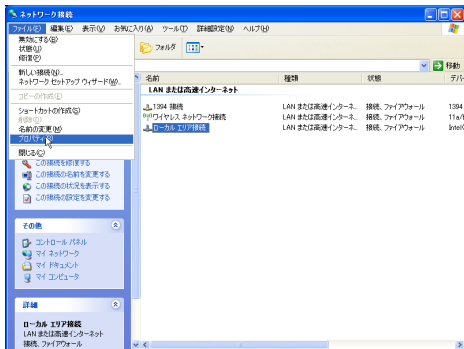 ネットワーク接続
ファイル(F) 編集(E) 表示(V) お気に入り(A) ツール(T) 詳細設定(N) ヘルプ(H)
無効にする(B)
状態(U)
修復(P)
新しい接続(N)...
ネットワーク セットアップ ウィザード(W)...
コピーの作成(C)
ショートカットの作成(S)
削除(D)
名前の変更(M)
プロパティ(R)
閉じる(C)
フォルダ
移動
名前 種類 状態 デバ
LAN または高速インターネット
1394 接続 LAN または高速インターネ... 接続、ファイアウォール 1394
ワイヤレス ネットワーク接続 LAN または高速インターネ... 接続、ファイアウォール 11a/
ローカル エリア接続 LAN または高速インターネ... 接続、ファイアウォール Intel
この接続を修復する
この接続の名前を変更する
この接続の状況を表示する
この接続の設定を変更する
その他
コントロール パネル
マイ ネットワーク
マイ ドキュメント
マイ コンピュータ
詳細
ローカル エリア接続
LAN または高速インターネット
接続、ファイアウォール